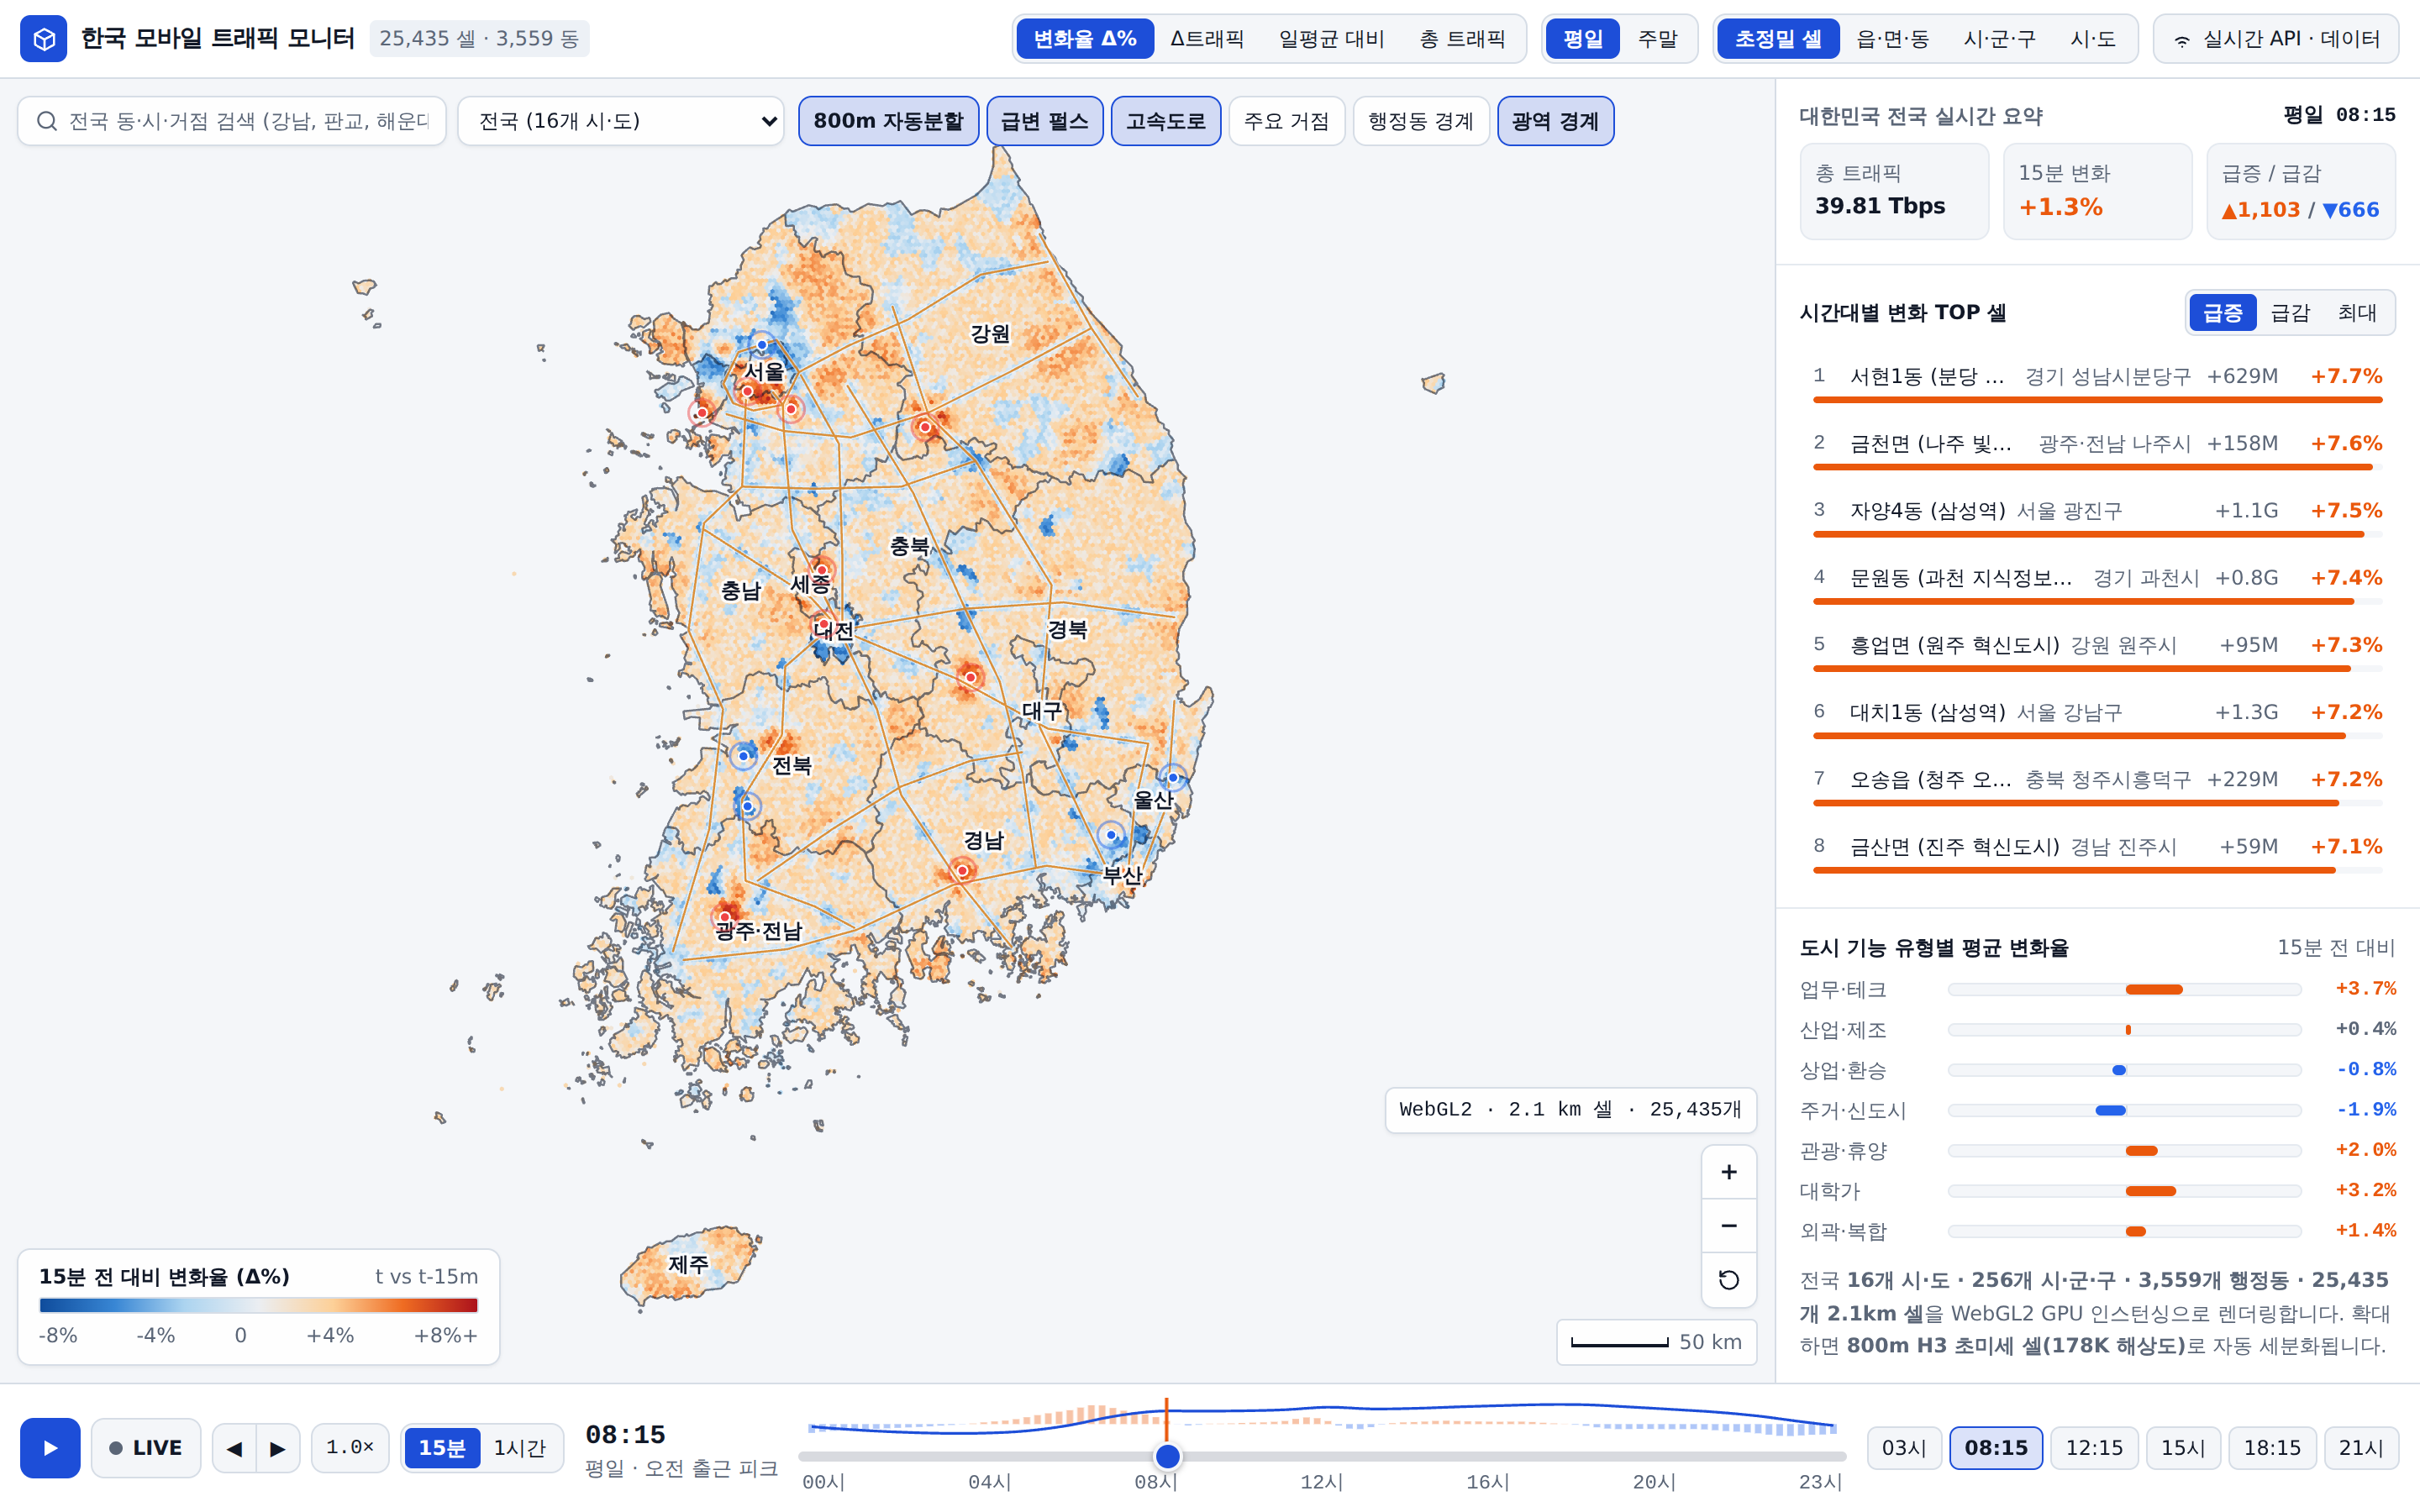 한국 모바일 트래픽 모니터
25,435 셀 · 3,559 동
변화율 Δ%
Δ트래픽
일평균 대비
총 트래픽
평일
주말
초정밀 셀
읍·면·동
시·군·구
시·도
실시간 API · 데이터
전국 동·시·거점 검색 (강남, 판교, 해운대
전국 (16개 시·도)
800m 자동분할
급변 펄스
고속도로
주요 거점
행정동 경계
광역 경계
강원
서울
충북
세종
충남
대전
경북
대구
전북
울산
경남
부산
광주·전남
제주
WebGL2 · 2.1 km 셀 · 25,435개
+
−
50 km
15분 전 대비 변화율 (Δ%)
t vs t-15m
-8%
-4%
0
+4%
+8%+
대한민국 전국 실시간 요약
평일 08:15
총 트래픽
39.81 Tbps
15분 변화
+1.3%
급증 / 급감
▲1,103 / ▼666
시간대별 변화 TOP 셀
급증
급감
최대
1 서현1동 (분당 … 경기 성남시분당구 +629M +7.7%
2 금천면 (나주 빛… 광주·전남 나주시 +158M +7.6%
3 자양4동 (삼성역) 서울 광진구 +1.1G +7.5%
4 문원동 (과천 지식정보… 경기 과천시 +0.8G +7.4%
5 흥업면 (원주 혁신도시) 강원 원주시 +95M +7.3%
6 대치1동 (삼성역) 서울 강남구 +1.3G +7.2%
7 오송읍 (청주 오… 충북 청주시흥덕구 +229M +7.2%
8 금산면 (진주 혁신도시) 경남 진주시 +59M +7.1%
도시 기능 유형별 평균 변화율
15분 전 대비
업무·테크 +3.7%
산업·제조 +0.4%
상업·환승 -0.8%
주거·신도시 -1.9%
관광·휴양 +2.0%
대학가 +3.2%
외곽·복합 +1.4%
전국 16개 시·도 · 256개 시·군·구 · 3,559개 행정동 · 25,435
개 2.1km 셀을 WebGL2 GPU 인스턴싱으로 렌더링합니다. 확대
하면 800m H3 초미세 셀(178K 해상도)로 자동 세분화됩니다.
LIVE
◀
▶
1.0×
15분
1시간
08:15
평일 · 오전 출근 피크
00시
04시
08시
12시
16시
20시
23시
03시
08:15
12:15
15시
18:15
21시